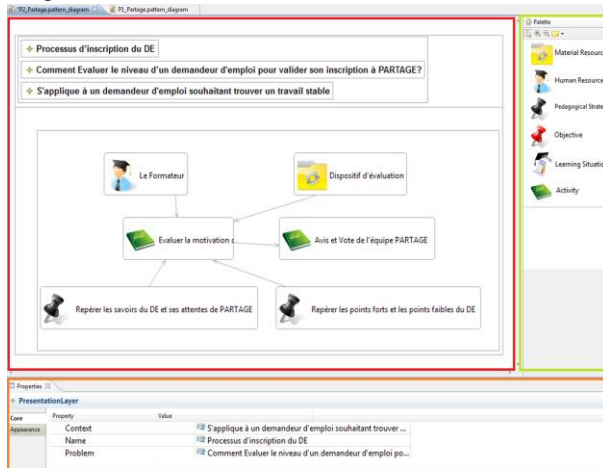 *P2_Partage.pattern_diagram
P1_Partage.pattern_diagram
Processus d'inscription du DE
Comment Evaluer le niveau d'un demandeur d'emploi pour valider son inscription à PARTAGE?
S'applique à un demandeur d'emploi souhaitant trouver un travail stable
Le Formateur
Dispositif d'évaluation
Evaluer la motivation
Avis et Vote de l'équipe PARTAGE
Repérer les savoirs du DE et ses attentes de PARTAGE
Repérer les points forts et les points faibles du DE
Palette
Material Resourc
Human Resource
Pedagogical Strate
Objective
Learning Situatio
Activity
Properties
PresentationLayer
Core
Appearance
Property Value
Context S'applique à un demandeur d'emploi souhaitant trouver ...
Name Processus d'inscription du DE
Problem Comment Evaluer le niveau d'un demandeur d'emploi po...